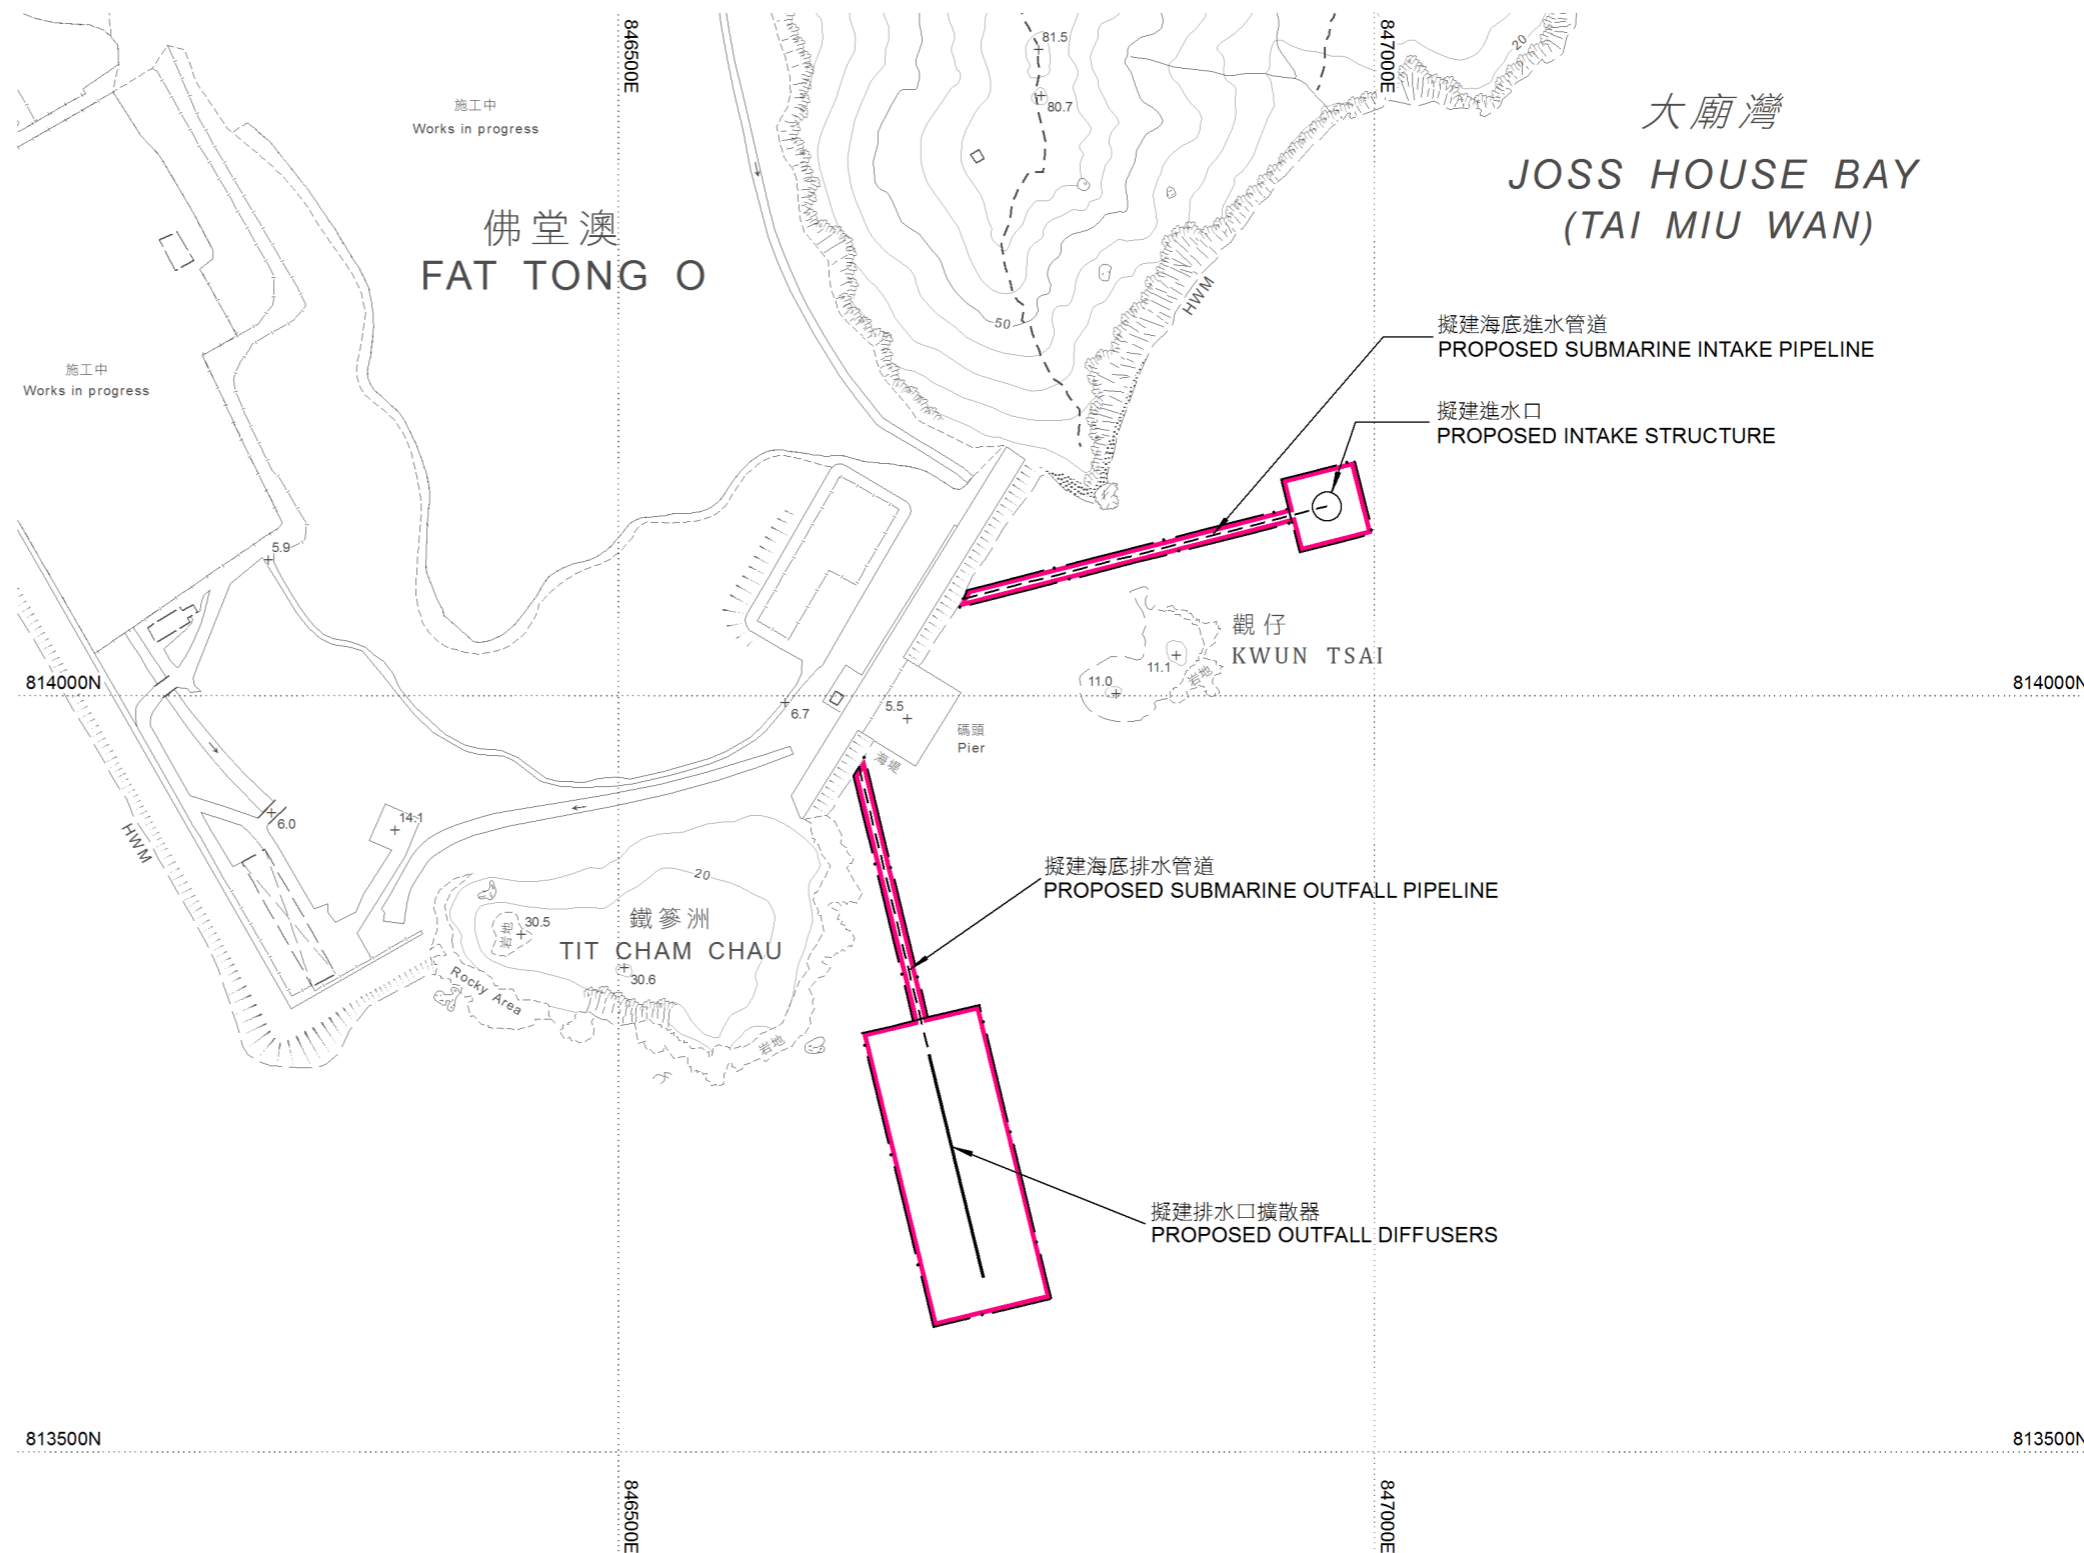 846500E
847000E
81.5
80.7
20
施工中
Works in progress
大廟灣
JOSS HOUSE BAY
(TAI MIU WAN)
佛堂澳
FAT TONG O
HWM
50
擬建海底進水管道
PROPOSED SUBMARINE INTAKE PIPELINE
施工中
Works in progress
擬建進水口
PROPOSED INTAKE STRUCTURE
5.9
觀仔
KWUN TSAI
11.1
岩地
11.0
814000N
814000N
6.7
5.5
碼頭
Pier
海堤
6.0
14.1
HWM
擬建海底排水管道
PROPOSED SUBMARINE OUTFALL PIPELINE
20
岩地
30.5
鐵篸洲
TIT CHAM CHAU
30.6
Rocky Area
岩地
擬建排水口擴散器
PROPOSED OUTFALL DIFFUSERS
813500N
813500N
846500E
847000E